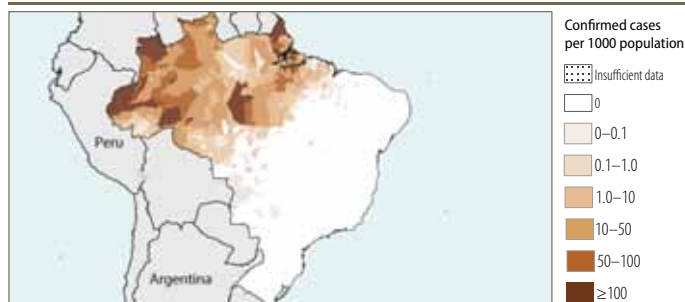 Confirmed cases
per 1000 population
Insufficient data
0
0–0.1
0.1–1.0
1.0–10
10–50
50–100
≥100
Peru
Argentina